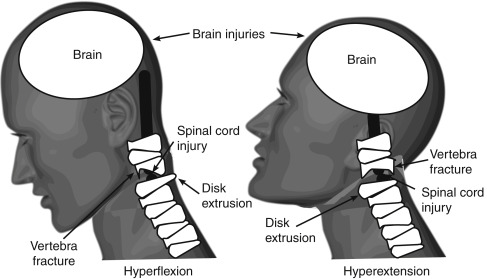 Brain injuries
Brain
Brain
Spinal cord
injury
Disk
extrusion
Vertebra
fracture
Hyperflexion
Vertebra
fracture
Spinal cord
injury
Disk
extrusion
Hyperextension